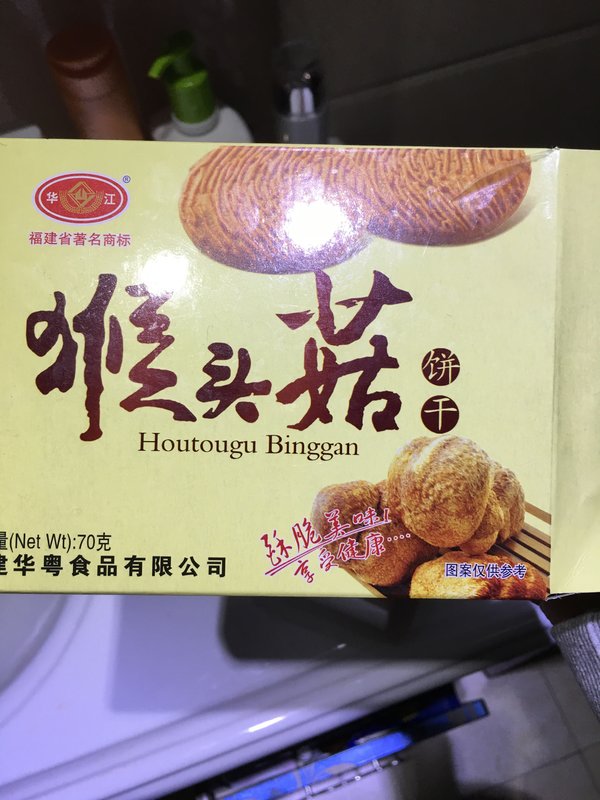 华 江 ®
福建省著名商标
猴头菇
饼干
Houtougu Binggan
酥脆美味!
享受健康····
量(Net Wt):70克
建华粤食品有限公司
图案仅供参考